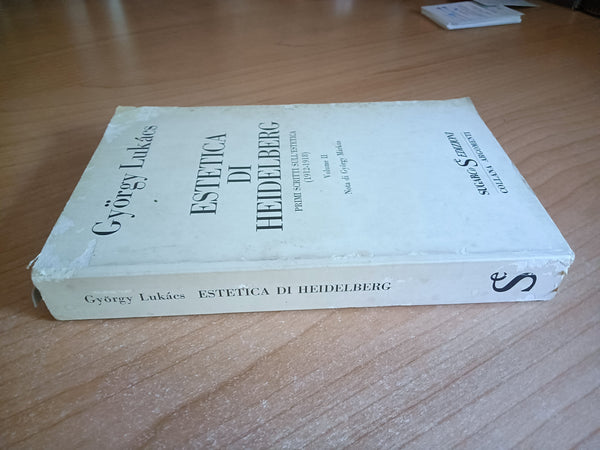 György Lukács
ESTETICA
DI
HEIDELBERG
PRIMI SCRITTI SULL'ESTETICA
(1912-1918)
Volume II
Nota di György Márkus
SUGARCO EDIZIONI
COLLANA ARGOMENTI
György Lukács ESTETICA DI HEIDELBERG
Se